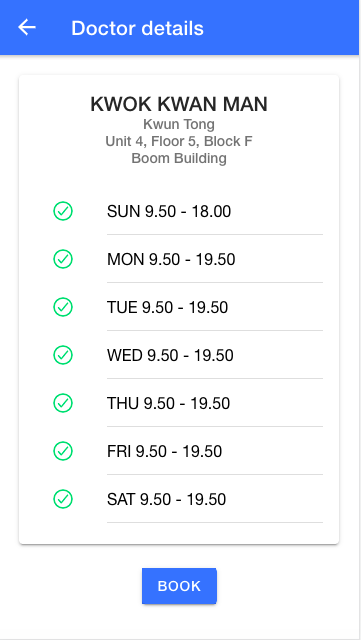 Doctor details
KWOK KWAN MAN
Kwun Tong
Unit 4, Floor 5, Block F
Boom Building
SUN 9.50 - 18.00
MON 9.50 - 19.50
TUE 9.50 - 19.50
WED 9.50 - 19.50
THU 9.50 - 19.50
FRI 9.50 - 19.50
SAT 9.50 - 19.50
BOOK